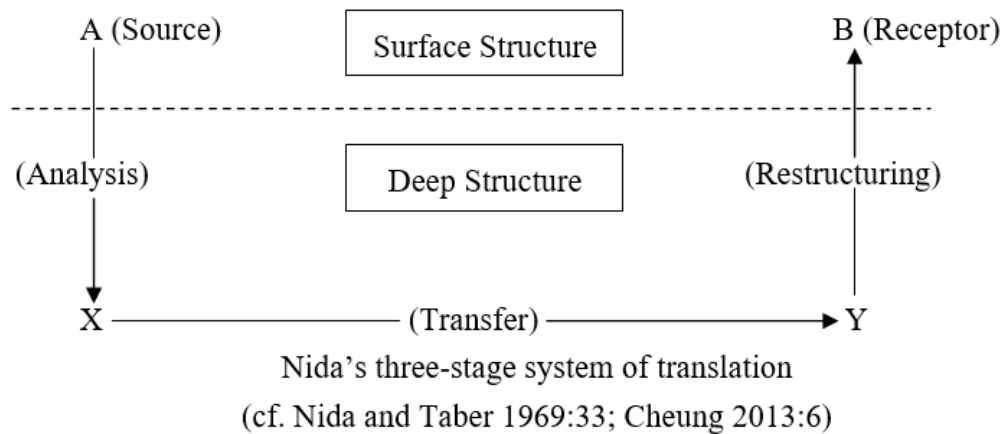 A (Source)
Surface Structure
B (Receptor)
(Analysis)
Deep Structure
(Restructuring)
X
(Transfer)
Y
Nida’s three-stage system of translation
(cf. Nida and Taber 1969:33; Cheung 2013:6)